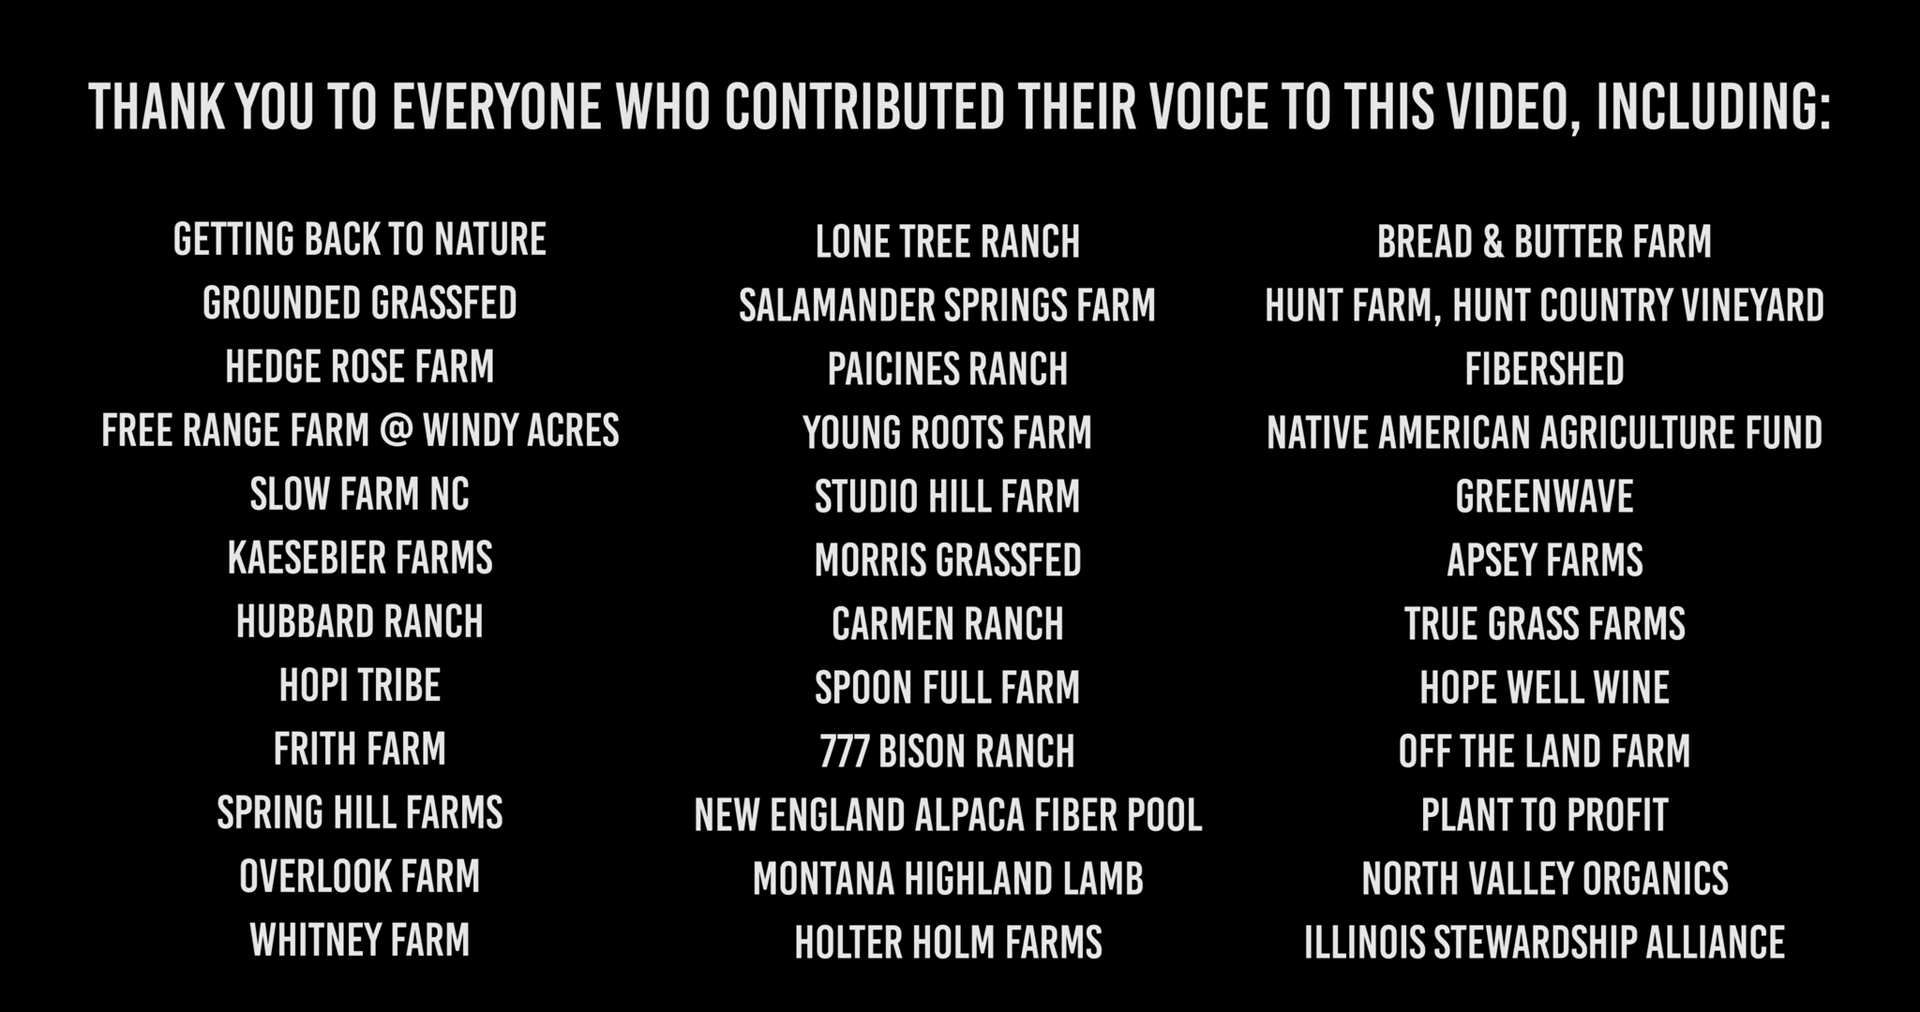 THANK YOU TO EVERYONE WHO CONTRIBUTED THEIR VOICE TO THIS VIDEO, INCLUDING:
GETTING BACK TO NATURE
GROUNDED GRASSFED
HEDGE ROSE FARM
FREE RANGE FARM @ WINDY ACRES
SLOW FARM NC
KAESEBIER FARMS
HUBBARD RANCH
HOPI TRIBE
FRITH FARM
SPRING HILL FARMS
OVERLOOK FARM
WHITNEY FARM
LONE TREE RANCH
SALAMANDER SPRINGS FARM
PAICINES RANCH
YOUNG ROOTS FARM
STUDIO HILL FARM
MORRIS GRASSFED
CARMEN RANCH
SPOON FULL FARM
777 BISON RANCH
NEW ENGLAND ALPACA FIBER POOL
MONTANA HIGHLAND LAMB
HOLTER HOLM FARMS
BREAD & BUTTER FARM
HUNT FARM, HUNT COUNTRY VINEYARD
FIBERSHED
NATIVE AMERICAN AGRICULTURE FUND
GREENWAVE
APSEY FARMS
TRUE GRASS FARMS
HOPE WELL WINE
OFF THE LAND FARM
PLANT TO PROFIT
NORTH VALLEY ORGANICS
ILLINOIS STEWARDSHIP ALLIANCE